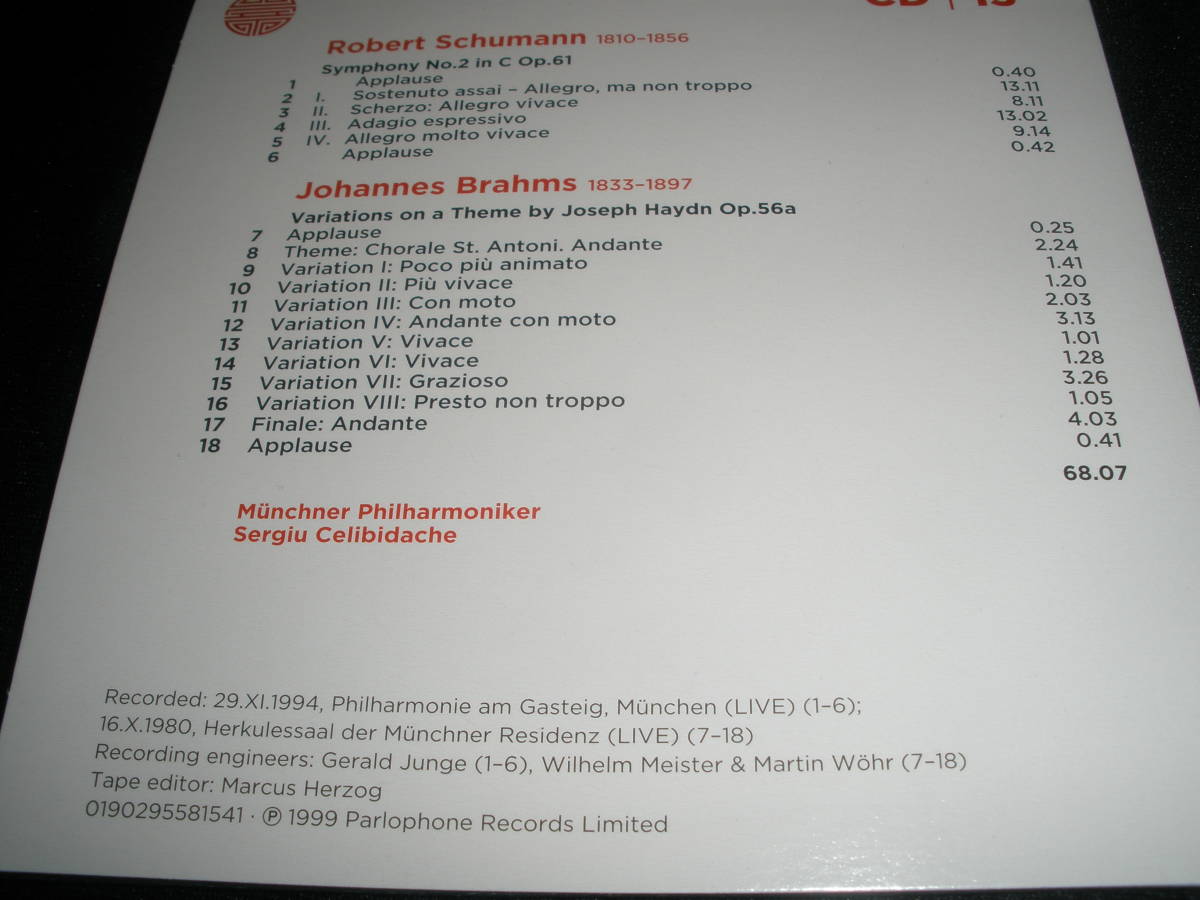 CD | 13
Robert Schumann 1810–1856
Symphony No.2 in C Op.61
1 Applause 0.40
2 I. Sostenuto assai – Allegro, ma non troppo 13.11
3 II. Scherzo: Allegro vivace 8.11
4 III. Adagio espressivo 13.02
5 IV. Allegro molto vivace 9.14
6 Applause 0.42
Johannes Brahms 1833–1897
Variations on a Theme by Joseph Haydn Op.56a
7 Applause 0.25
8 Theme: Chorale St. Antoni. Andante 2.24
9 Variation I: Poco più animato 1.41
10 Variation II: Più vivace 1.20
11 Variation III: Con moto 2.03
12 Variation IV: Andante con moto 3.13
13 Variation V: Vivace 1.01
14 Variation VI: Vivace 1.28
15 Variation VII: Grazioso 3.26
16 Variation VIII: Presto non troppo 1.05
17 Finale: Andante 4.03
18 Applause 0.41
68.07
Münchner Philharmoniker
Sergiu Celibidache
Recorded: 29.XI.1994, Philharmonie am Gasteig, München (LIVE) (1–6);
16.X.1980, Herkulessaal der Münchner Residenz (LIVE) (7–18)
Recording engineers: Gerald Junge (1–6), Wilhelm Meister & Martin Wöhr (7–18)
Tape editor: Marcus Herzog
0190295581541 · ℗ 1999 Parlophone Records Limited